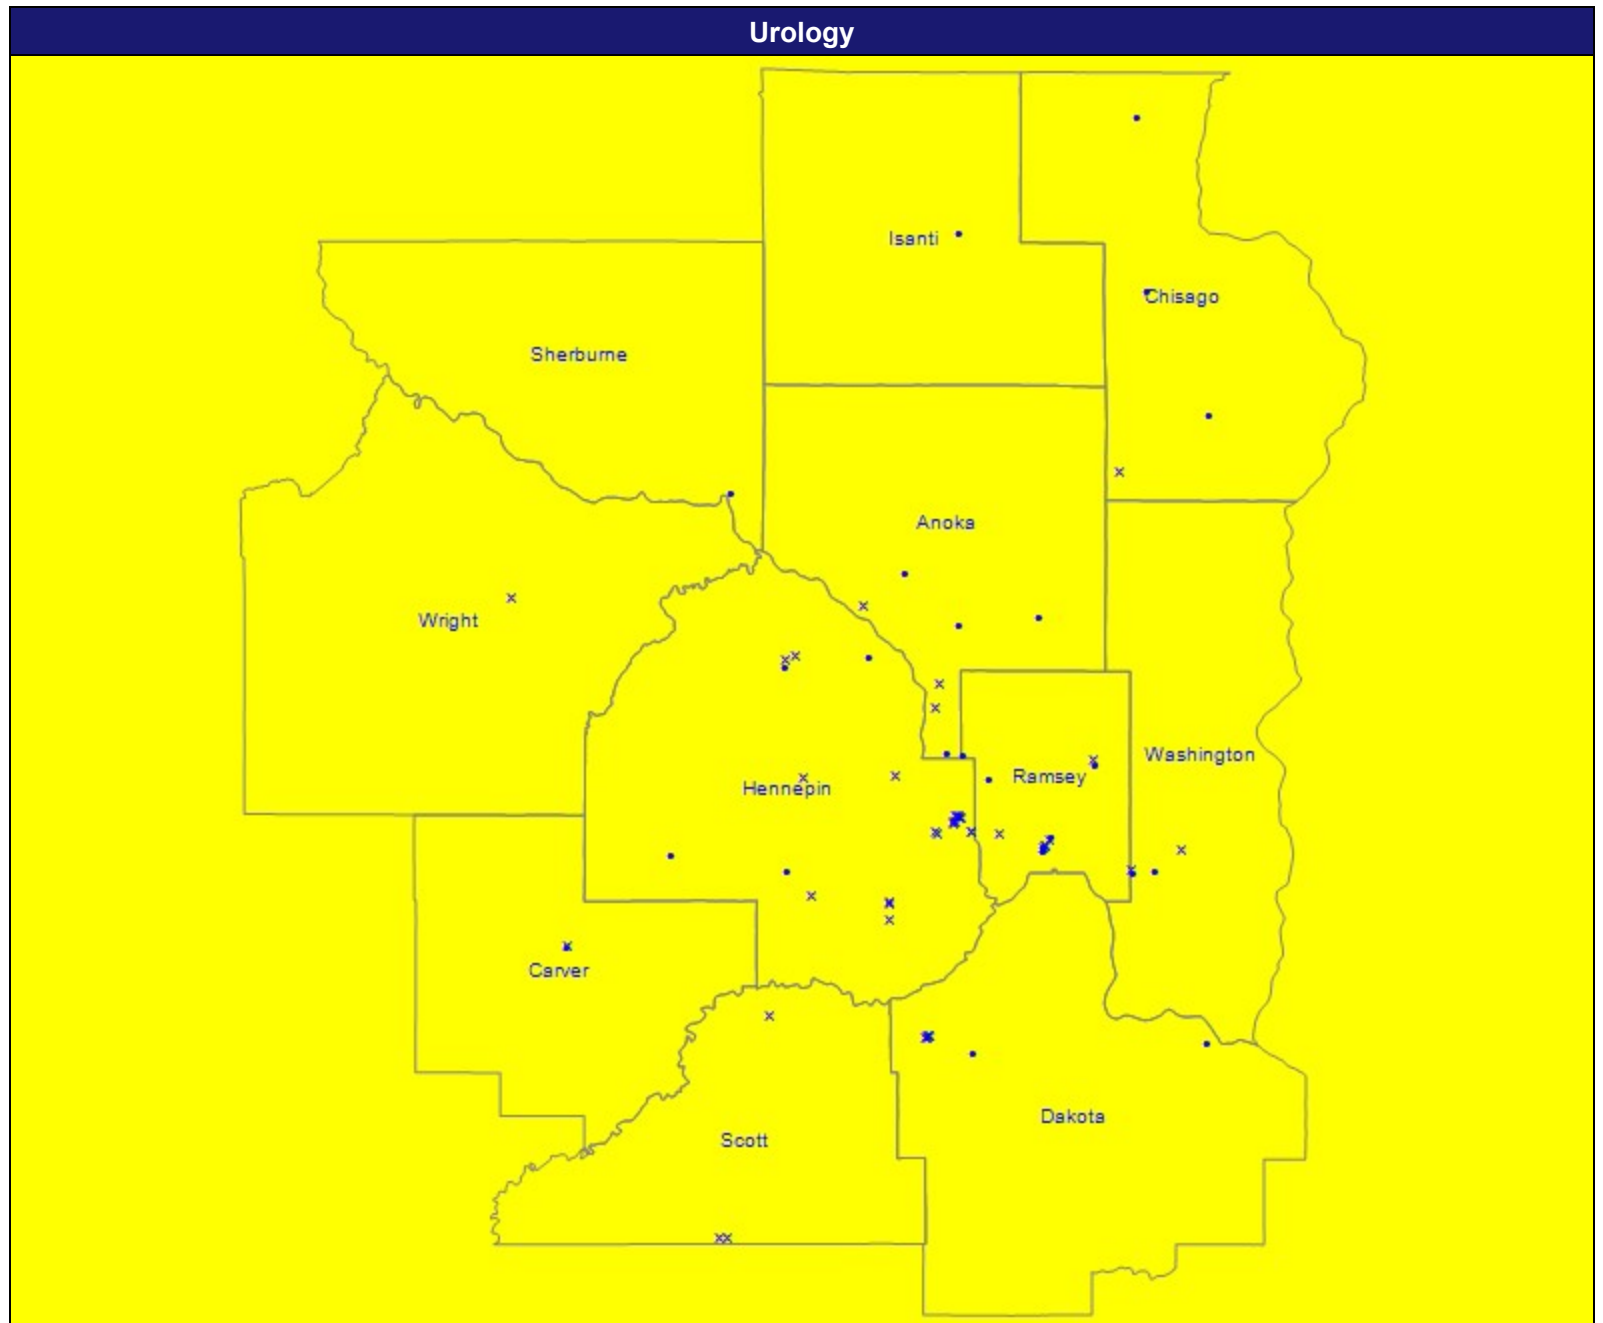 Urology
Isanti
Chisago
Sherburne
Anoka
Wright
Washington
Ramsey
Hennepin
Carver
Dakota
Scott